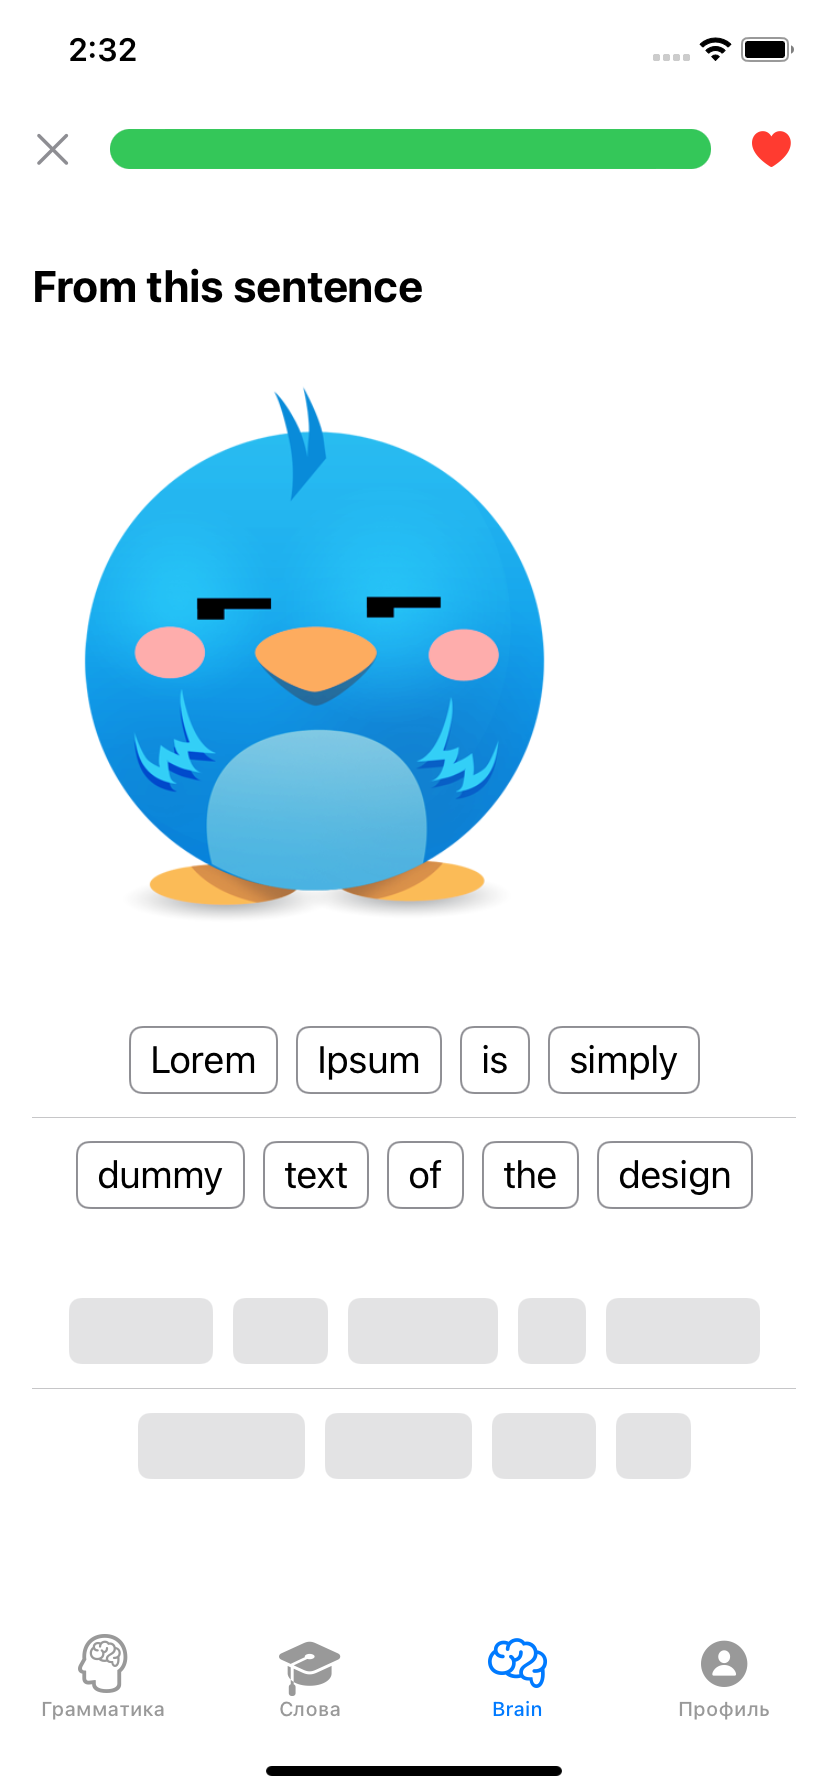 2:32
From this sentence
Lorem Ipsum is simply
dummy text of the design
Грамматика Слова Brain Профиль